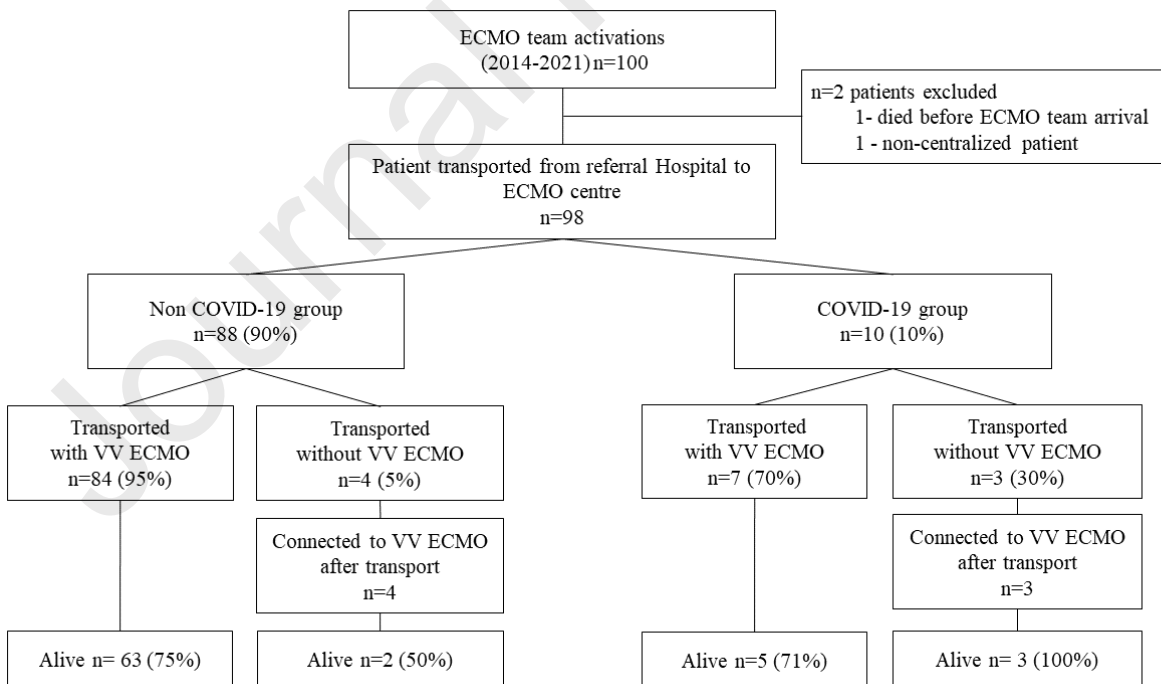 ECMO team activations
(2014-2021) n=100
n=2 patients excluded
1- died before ECMO team arrival
1 - non-centralized patient
Patient transported from referral Hospital to
ECMO centre
n=98
Non COVID-19 group
n=88 (90%)
COVID-19 group
n=10 (10%)
Transported
with VV ECMO
n=84 (95%)
Transported
without VV ECMO
n=4 (5%)
Transported
with VV ECMO
n=7 (70%)
Transported
without VV ECMO
n=3 (30%)
Connected to VV ECMO
after transport
n=4
Connected to VV ECMO
after transport
n=3
Alive n= 63 (75%)
Alive n=2 (50%)
Alive n=5 (71%)
Alive n= 3 (100%)
Journal